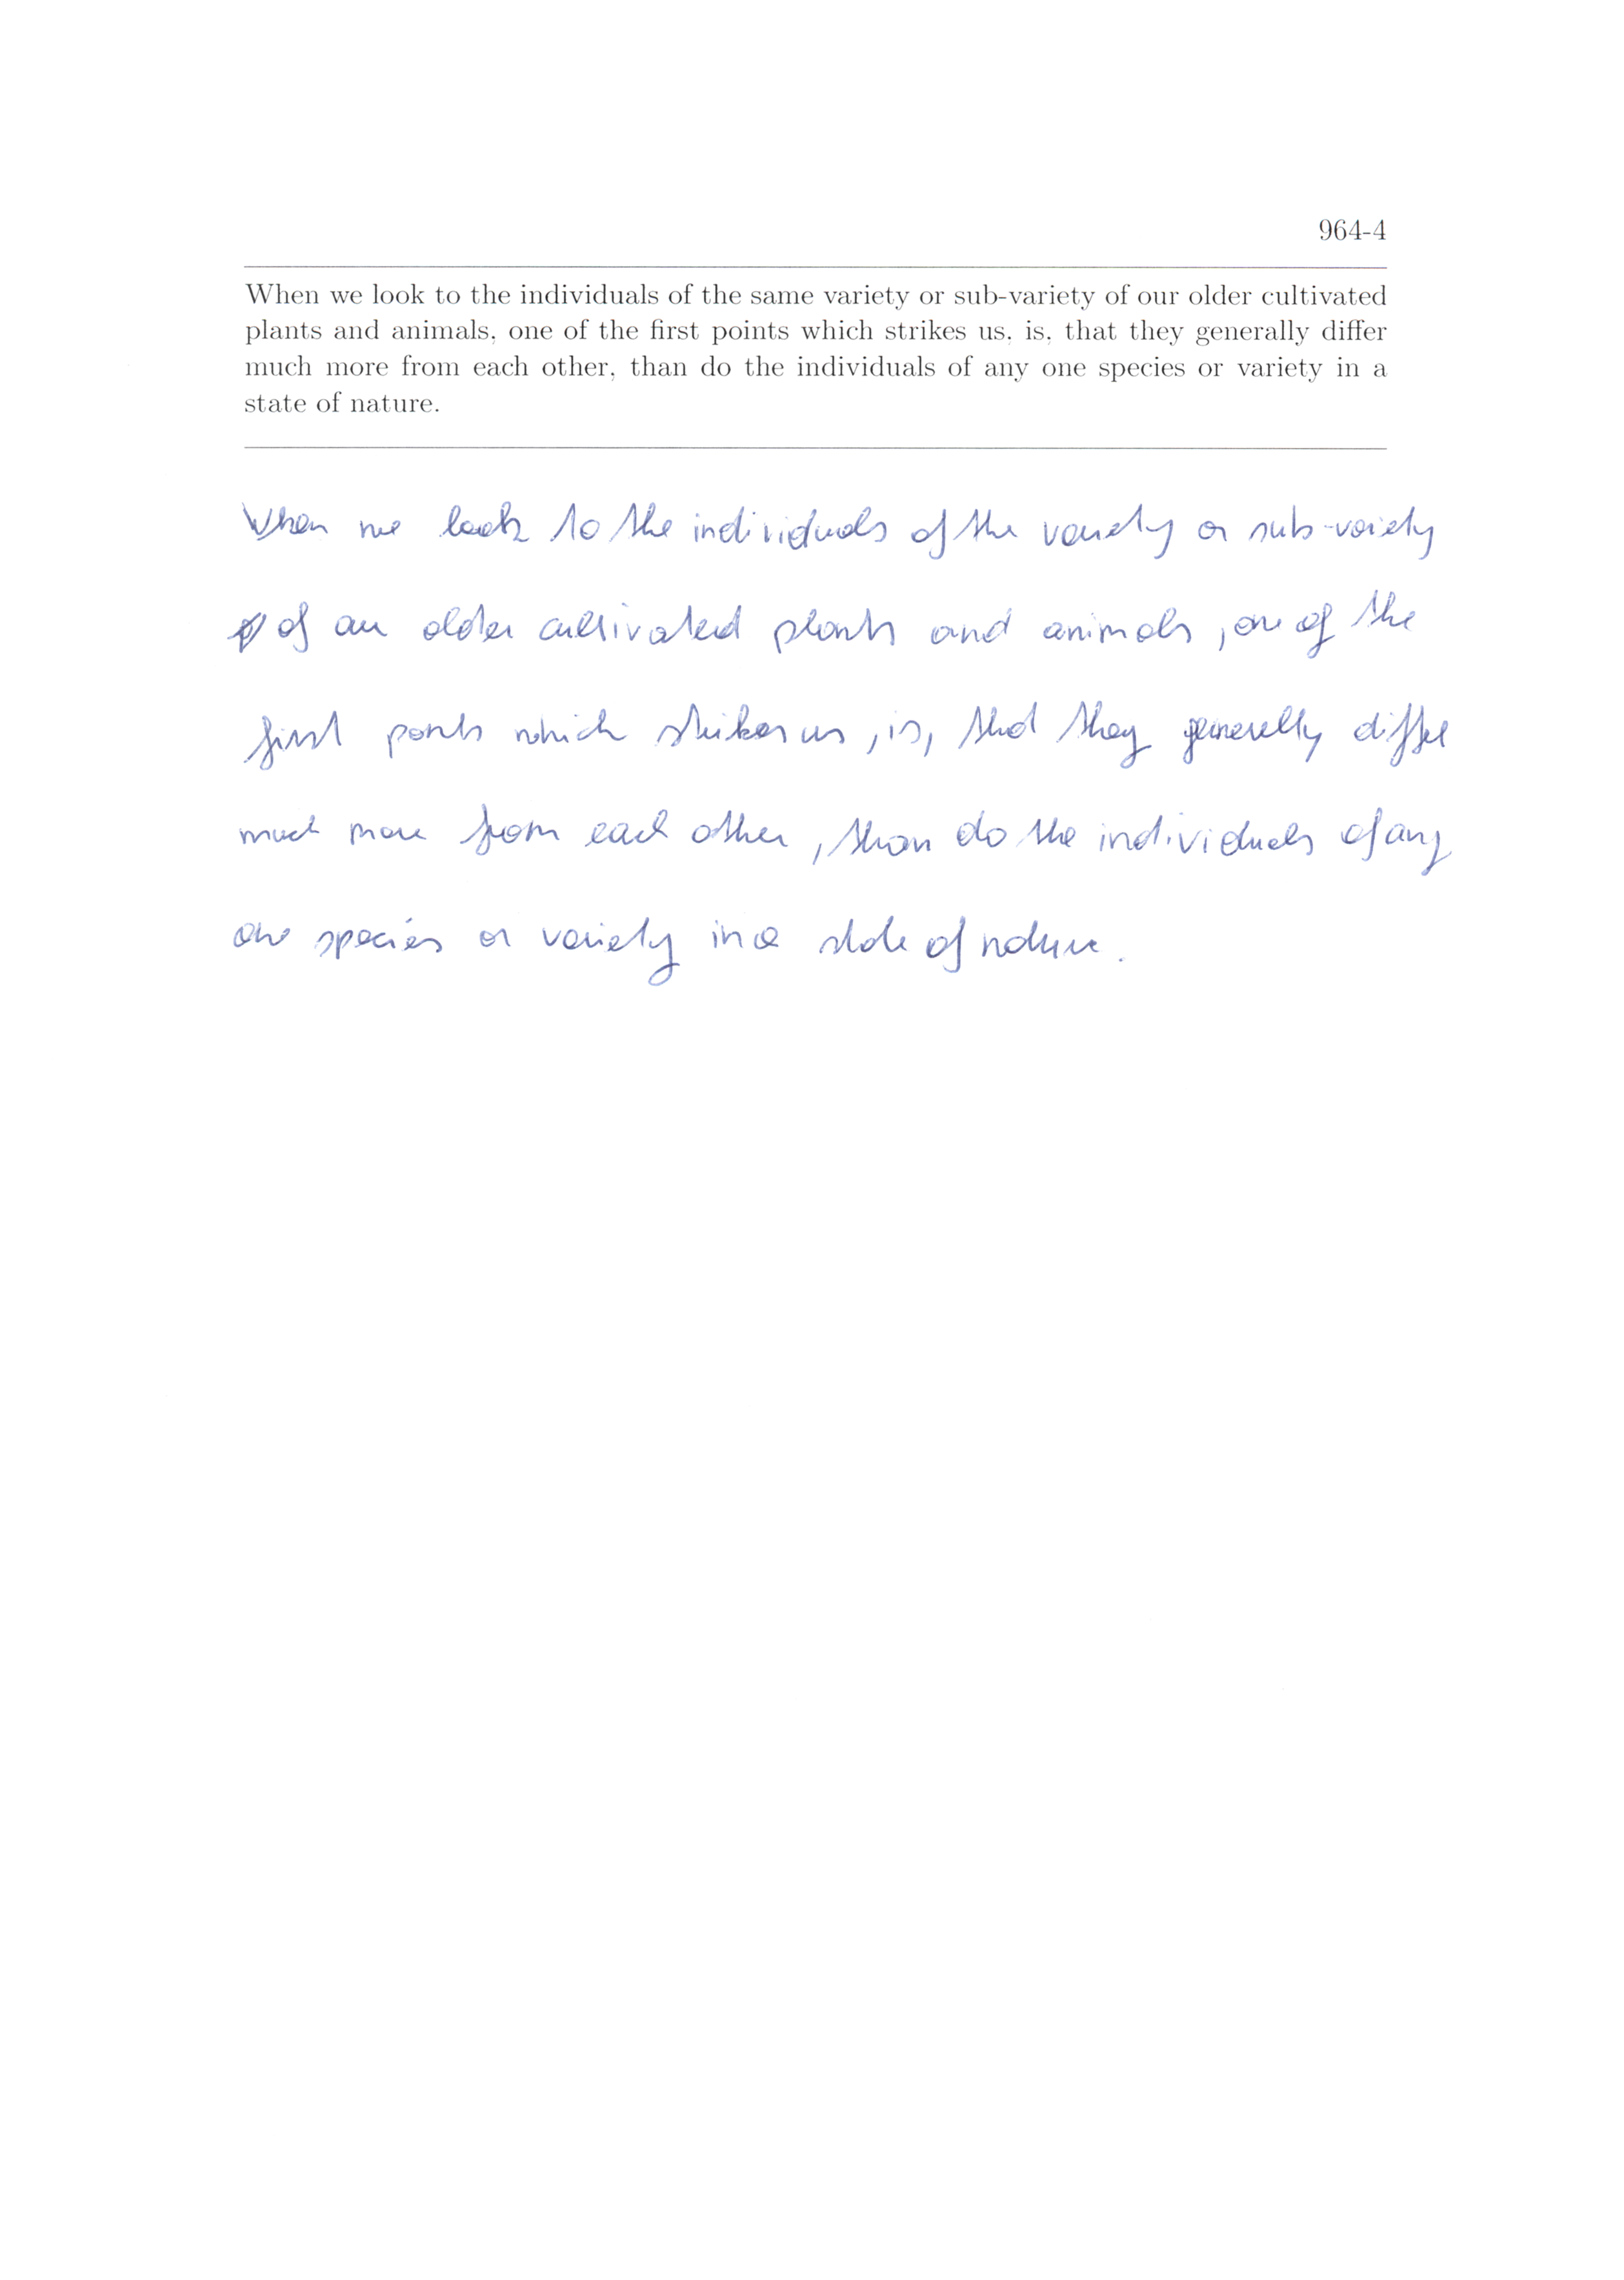 964-4
When we look to the individuals of the same variety or sub-variety of our older cultivated
plants and animals, one of the first points which strikes us, is, that they generally differ
much more from each other, than do the individuals of any one species or variety in a
state of nature.
When we look to the individuals of the variety or sub-variety
of our older cultivated plants and animals, one of the
first points which strikes us, is, that they generally differ
much more from each other, than do the individuals of any
one species or variety in a state of nature.